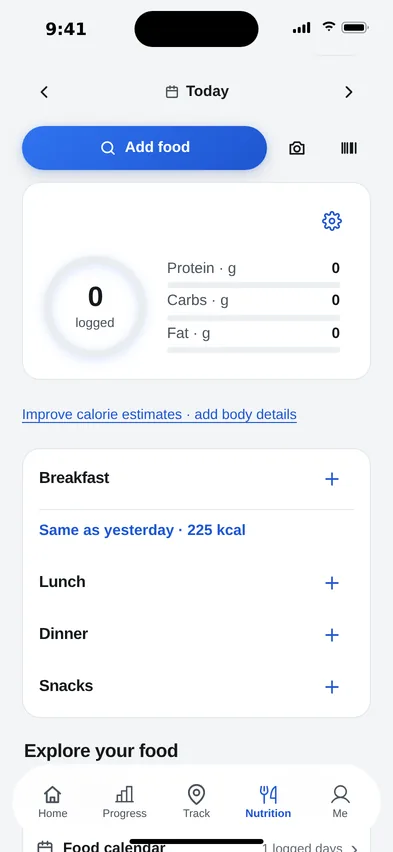 9:41
Today
Add food
0
logged
Protein · g 0
Carbs · g 0
Fat · g 0
Improve calorie estimates · add body details
Breakfast
Same as yesterday · 225 kcal
Lunch
Dinner
Snacks
Explore your food
Home Progress Track Nutrition Me
Food calendar 1 logged days